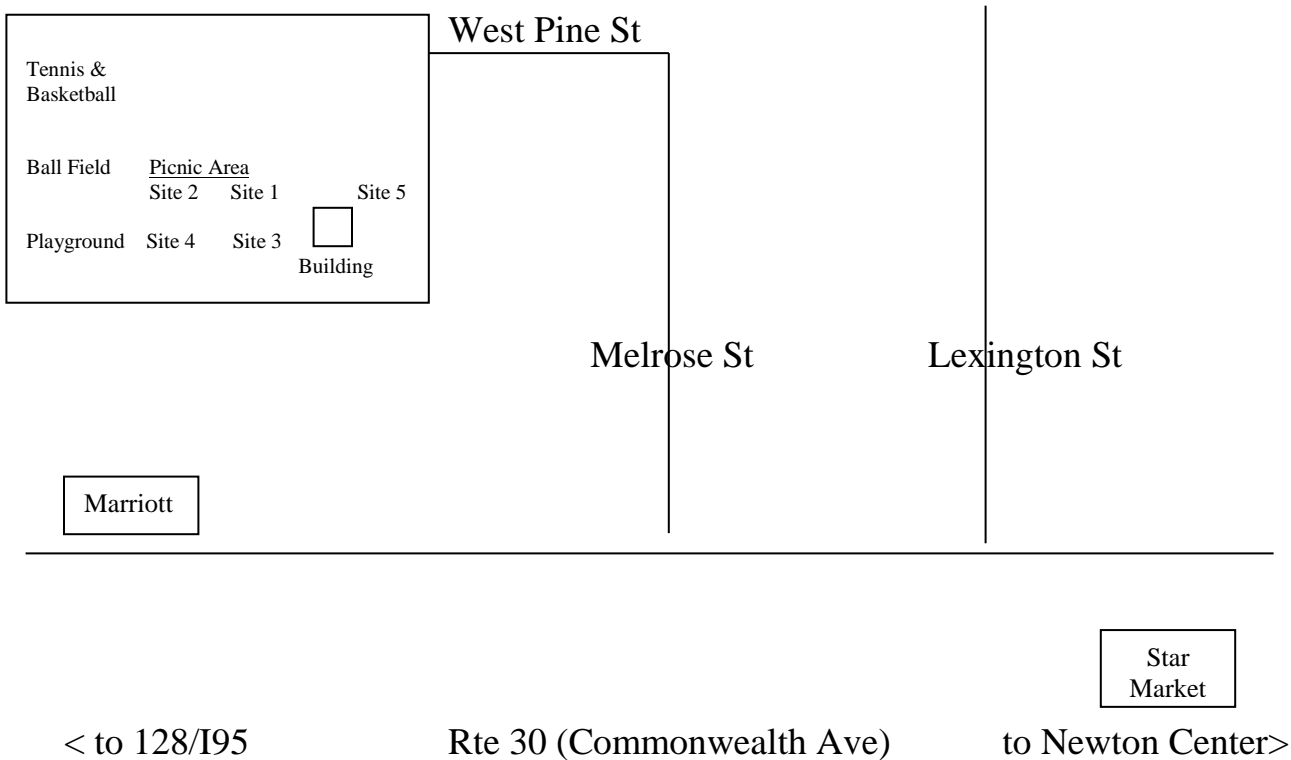 West Pine St
Tennis &
Basketball
Ball Field Picnic Area
Site 2 Site 1 Site 5
Playground Site 4 Site 3
Building
Melrose St Lexington St
Marriott
Star
Market
< to 128/I95 Rte 30 (Commonwealth Ave) to Newton Center>